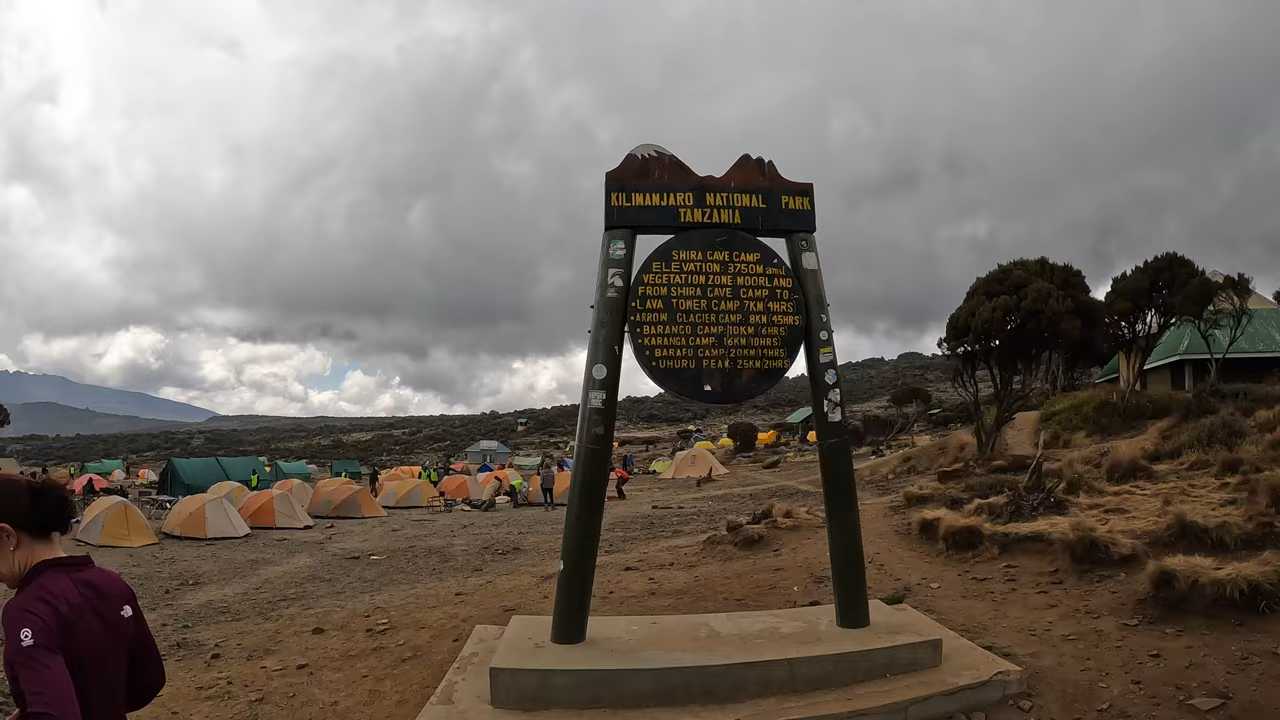 KILIMANJARO NATIONAL PARK
TANZANIA
SHIRA CAVE CAMP
ELEVATION: 3750M amsl
VEGETATION ZONE: MOORLAND
FROM SHIRA CAVE CAMP TO:-
• LAVA TOWER CAMP 7KM (4HRS)
• ARROW GLACIER CAMP: 8KM (45HRS)
• BARANCO CAMP: 10KM (6HRS)
• KARANGA CAMP: 16KM (10HRS)
• BARAFU CAMP: 20KM (14HRS)
• UHURU PEAK: 25KM (21HRS)